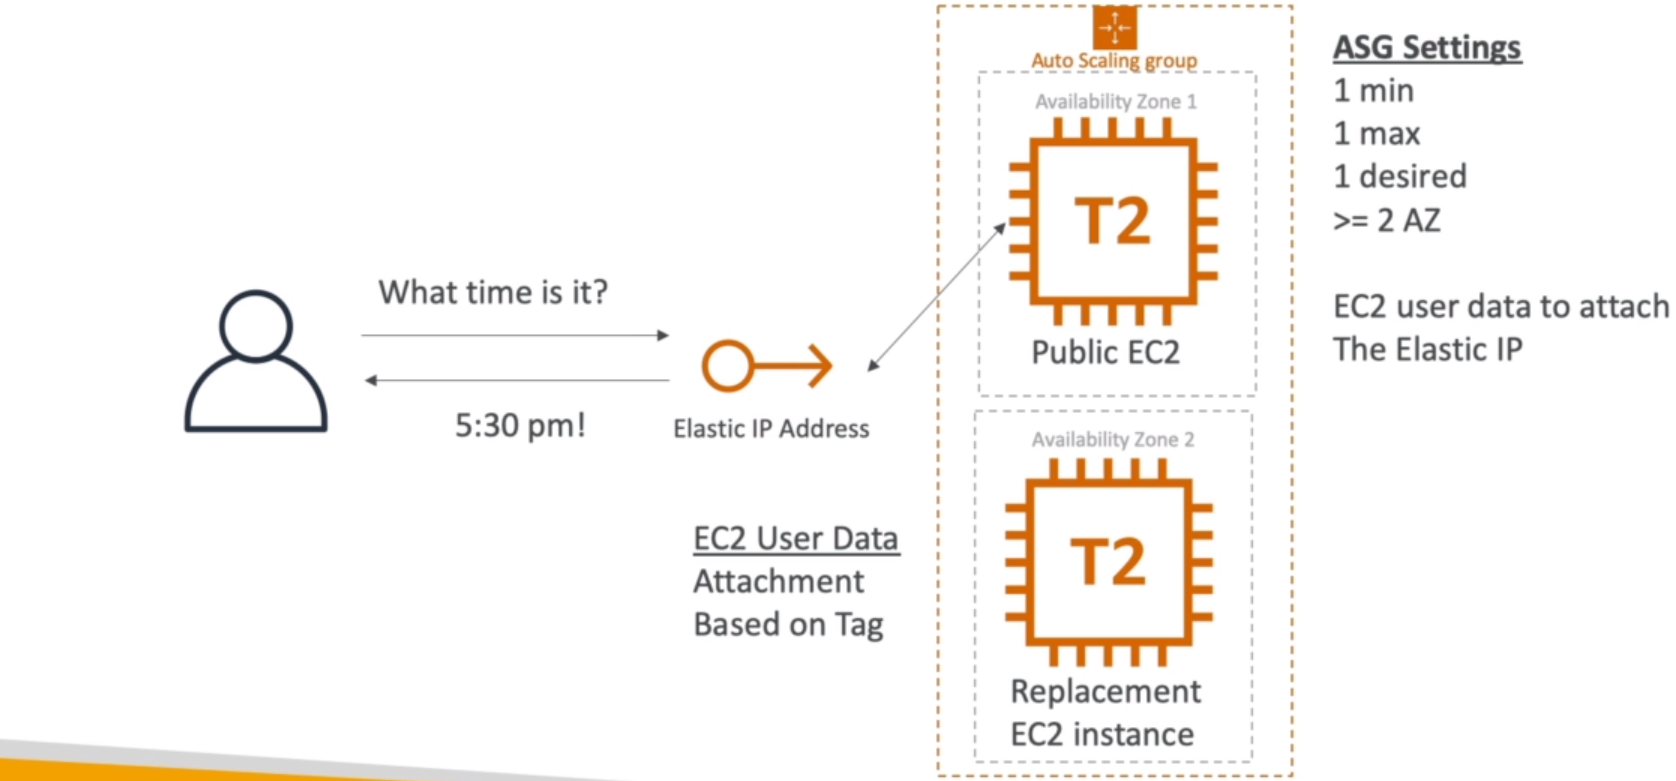 What time is it?
5:30 pm!
Elastic IP Address
EC2 User Data
Attachment
Based on Tag
Auto Scaling group
Availability Zone 1
T2
Public EC2
Availability Zone 2
T2
Replacement
EC2 instance
ASG Settings
1 min
1 max
1 desired
>= 2 AZ
EC2 user data to attach
The Elastic IP